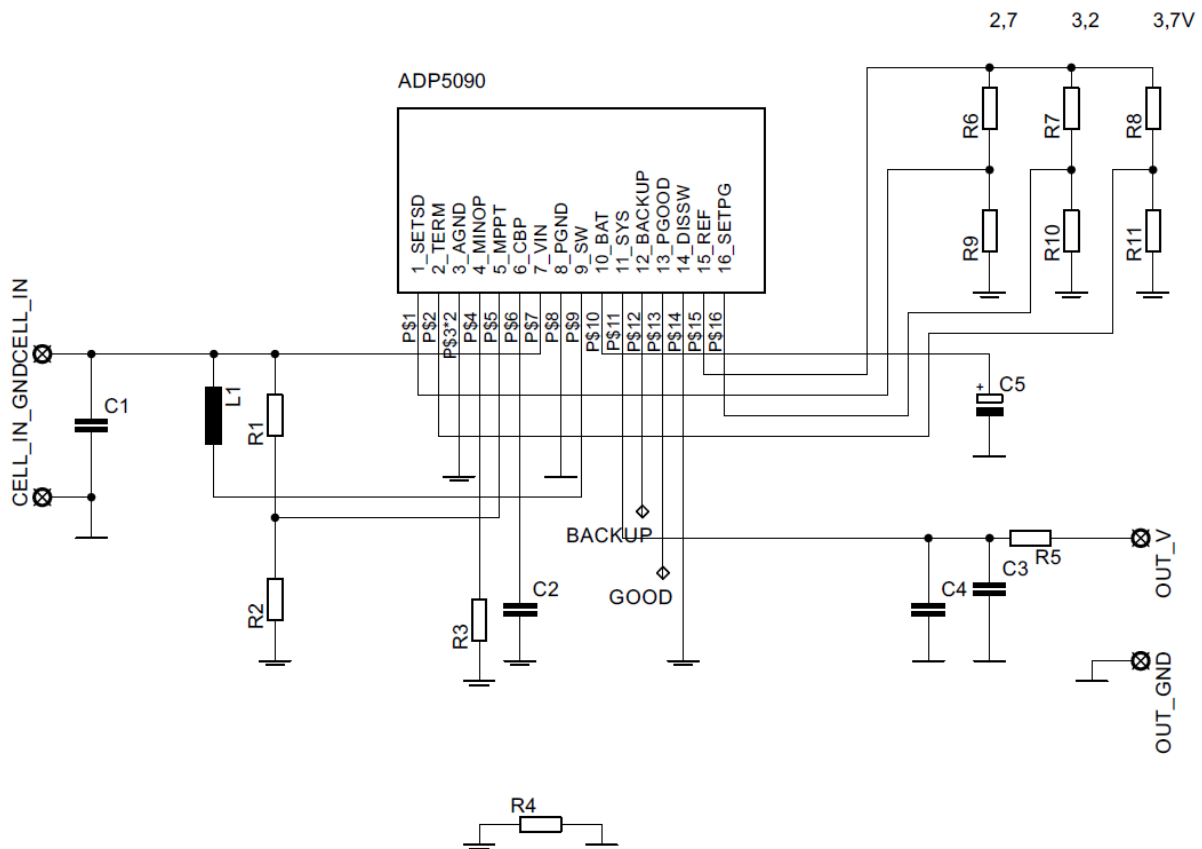 2,7 3,2 3,7V
ADP5090
R6
R7
R8
1_SETSD
2_TERM
3_AGND
4_MINOP
5_MPPT
6_CBP
7_VIN
8_PGND
9_SW
10_BAT
11_SYS
12_BACKUP
13_PGOOD
14_DISSW
15_REF
16_SETPG
R9
R10
R11
P$1
P$2
P$3*2
P$4
P$5
P$6
P$7
P$8
P$9
P$10
P$11
P$12
P$13
P$14
P$15
P$16
CELL_IN
CELL_IN_GND
C1
L1
R1
+
C5
BACKUP
GOOD
R2
R3
C2
C4
C3
R5
OUT_V
OUT_GND
R4